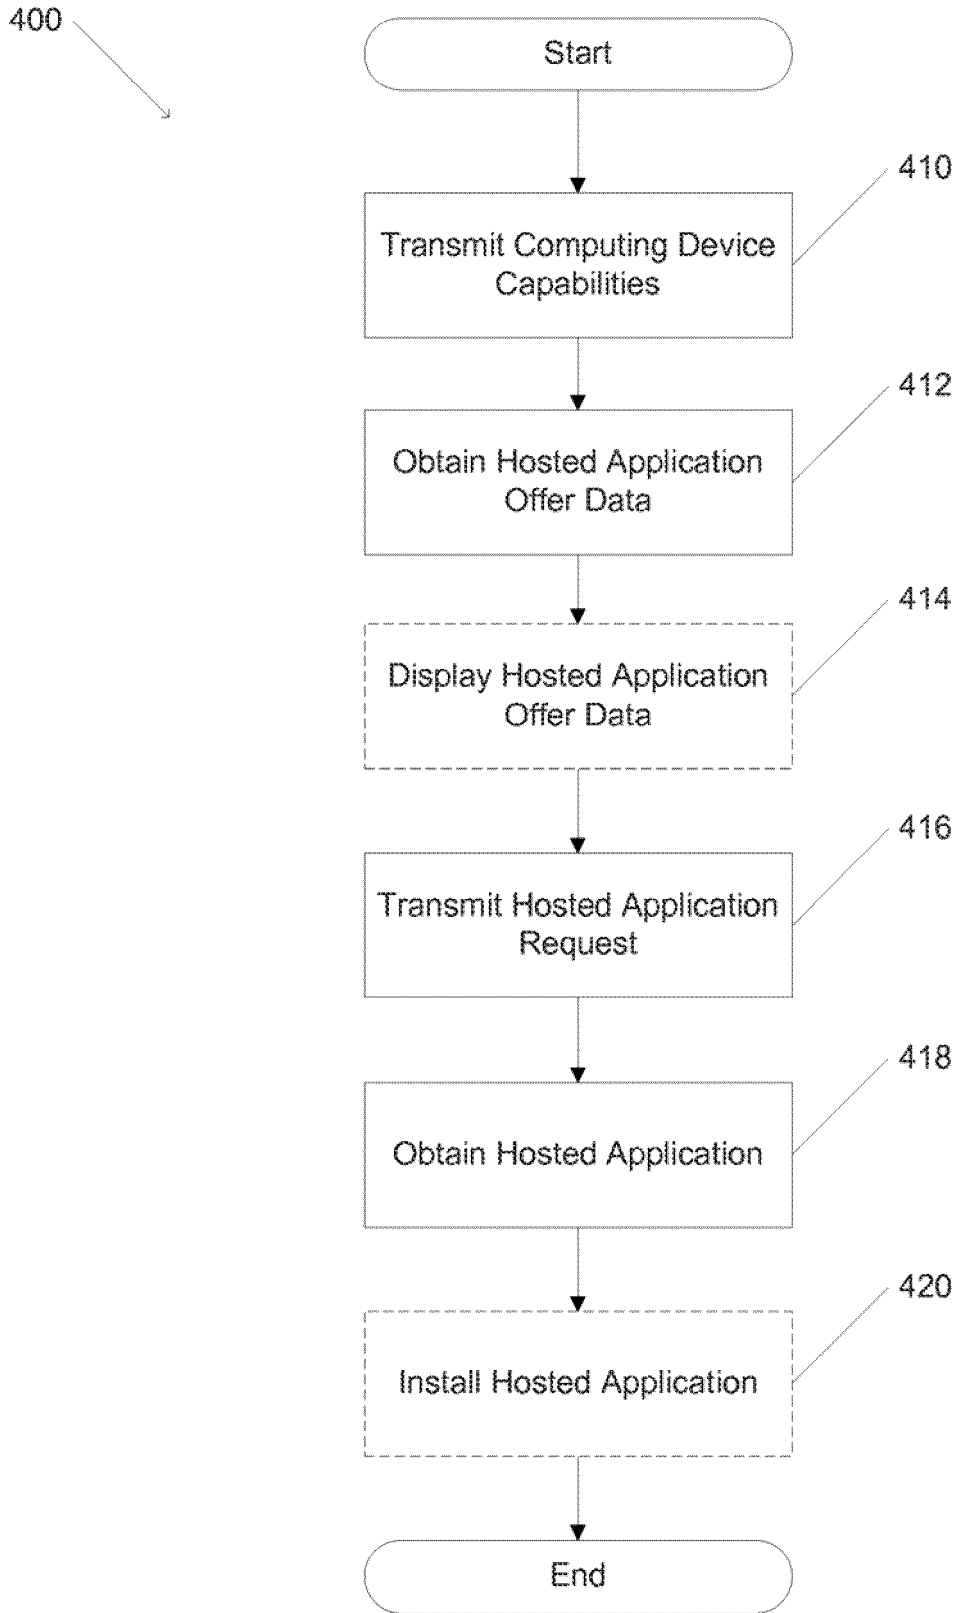 400
Start
410
Transmit Computing Device
Capabilities
412
Obtain Hosted Application
Offer Data
414
Display Hosted Application
Offer Data
416
Transmit Hosted Application
Request
418
Obtain Hosted Application
420
Install Hosted Application
End